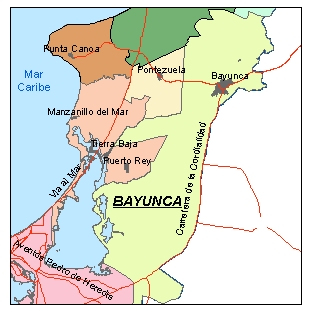 Punta Canoa
Mar
Caribe
Pontezuela
Bayunca
Manzanillo del Mar
Tierra Baja
Puerto Rey
Via al Mar
BAYUNCA
Carretera de la Cordialidad
Avenida Pedro de Heredia